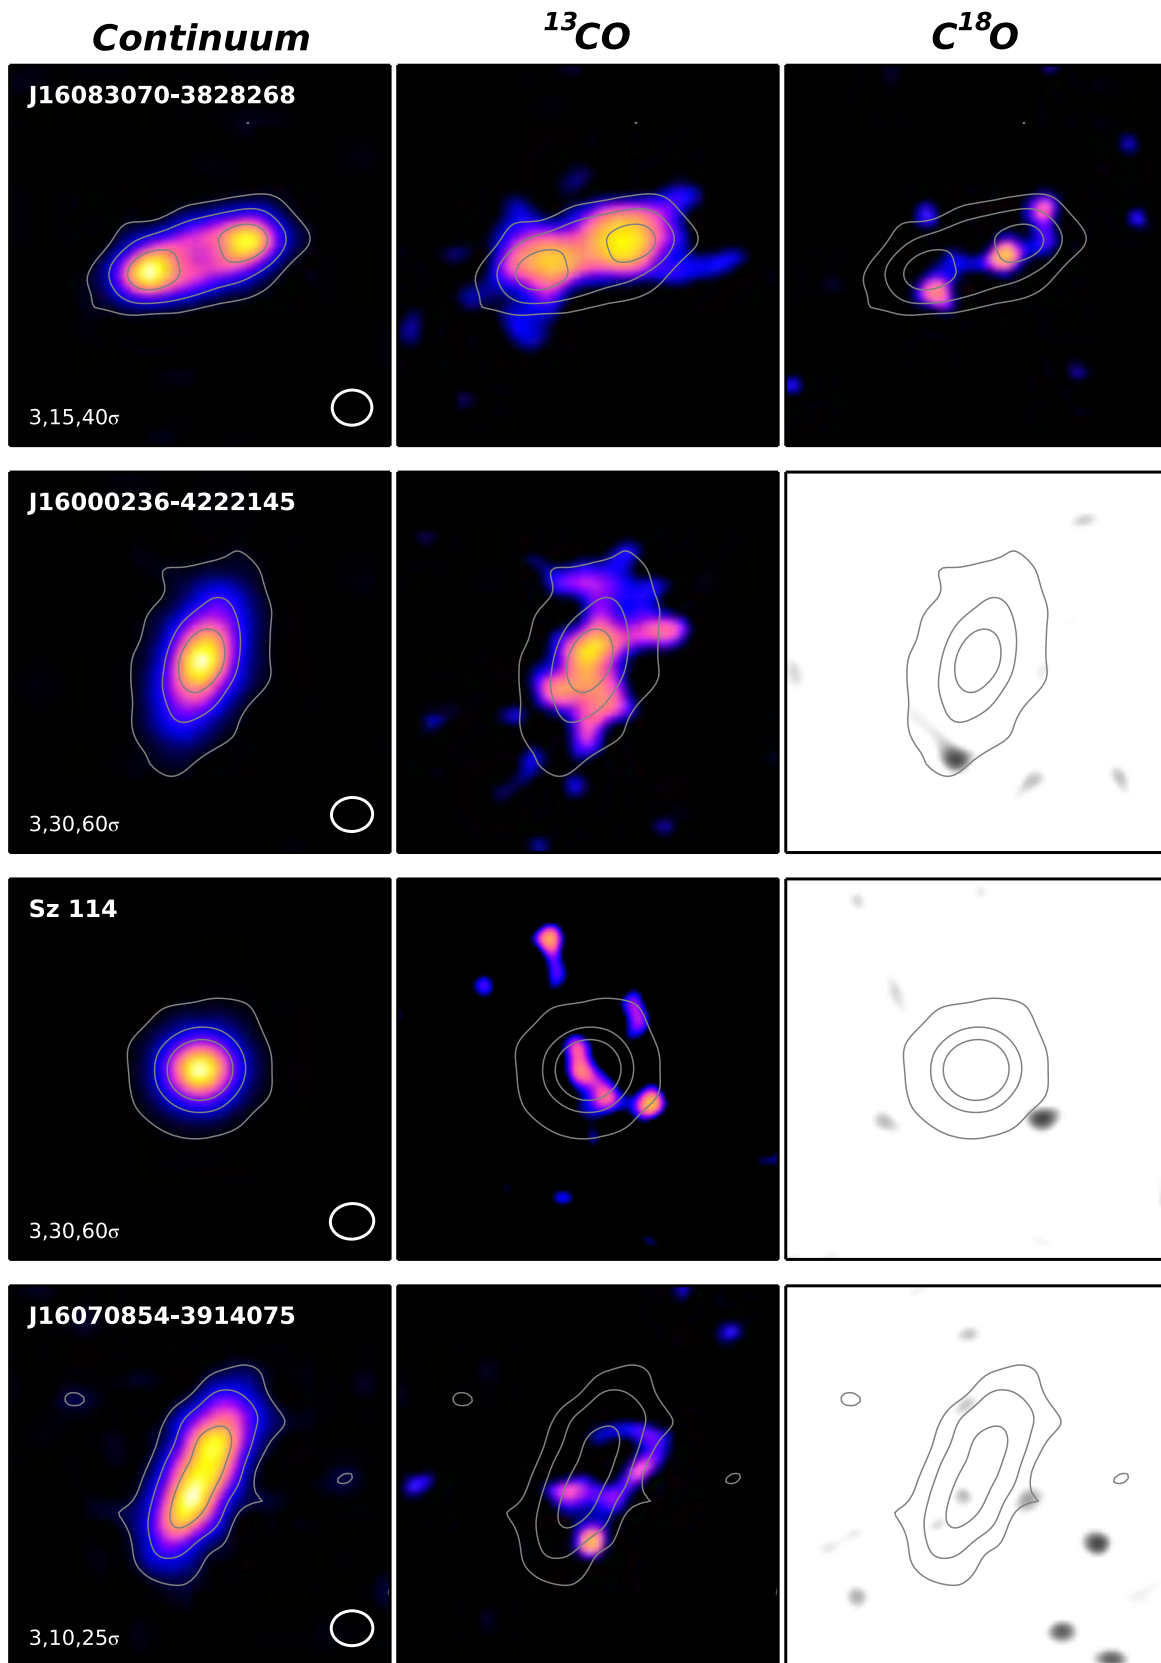 Continuum ¹³CO C¹⁸O
J16083070-3828268
3,15,40σ
J16000236-4222145
3,30,60σ
Sz 114
3,30,60σ
J16070854-3914075
3,10,25σ